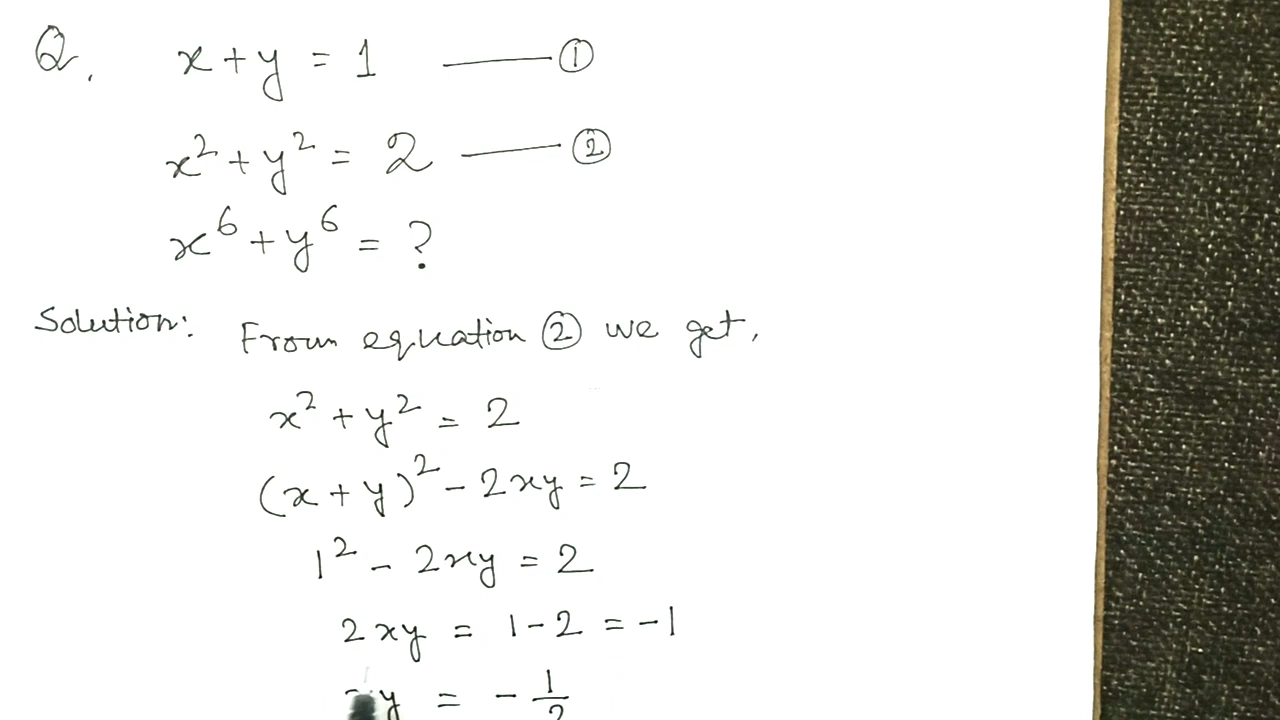 Q. x + y = 1 —— ①
x² + y² = 2 —— ②
x⁶ + y⁶ = ?
Solution: From equation ② we get,
x² + y² = 2
(x + y)² - 2xy = 2
1² - 2xy = 2
2xy = 1 - 2 = -1
xy = - 1/2